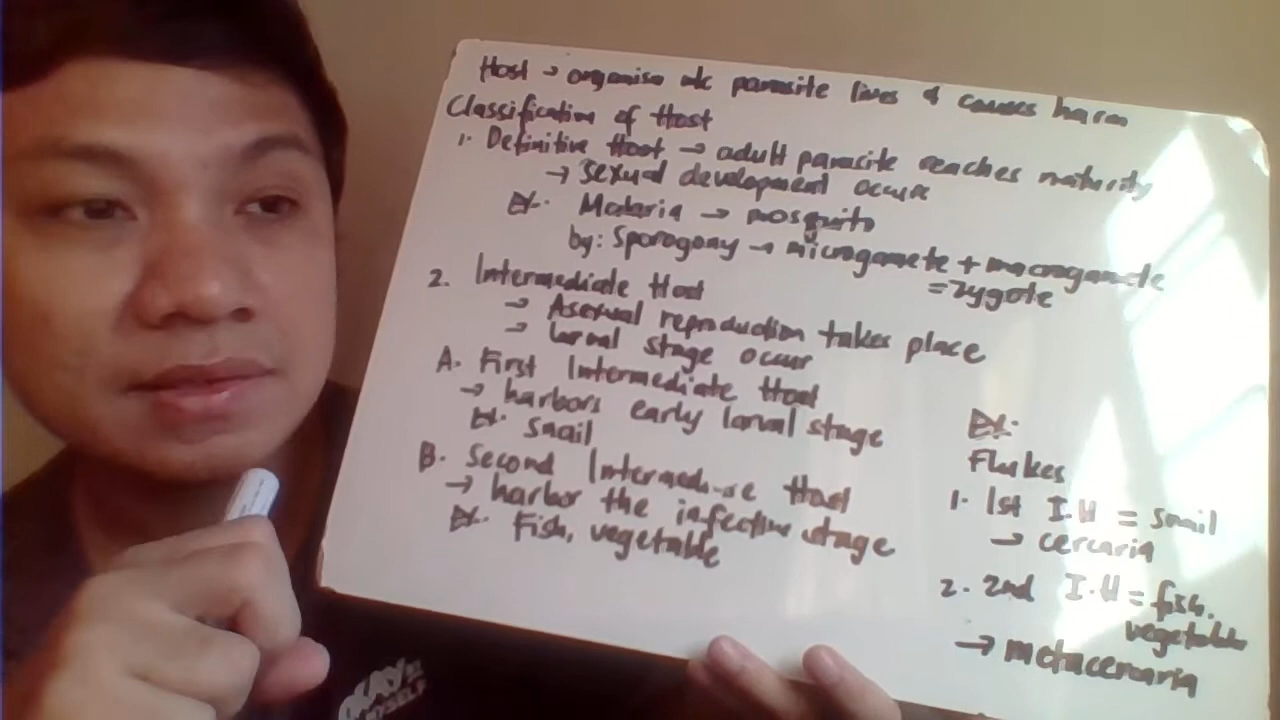 Host → organism w/c parasite lives & causes harm
Classification of Host
1. Definitive Host → adult parasite reaches maturity
→ Sexual development occurs
Ex. Malaria → mosquito
by: Sporogony → microgamete + macrogamete
= Zygote
2. Intermediate Host
→ Asexual reproduction takes place
→ larval stage occur
A. First Intermediate Host
→ harbors early larval stage
Ex. Snail
B. Second Intermediate Host
→ harbor the infective stage
Ex. Fish, vegetable
Ex:
Flukes
1. 1st I.H = snail
→ cercaria
2. 2nd I.H = fish,
vegetables
→ metacercaria
MYSELF